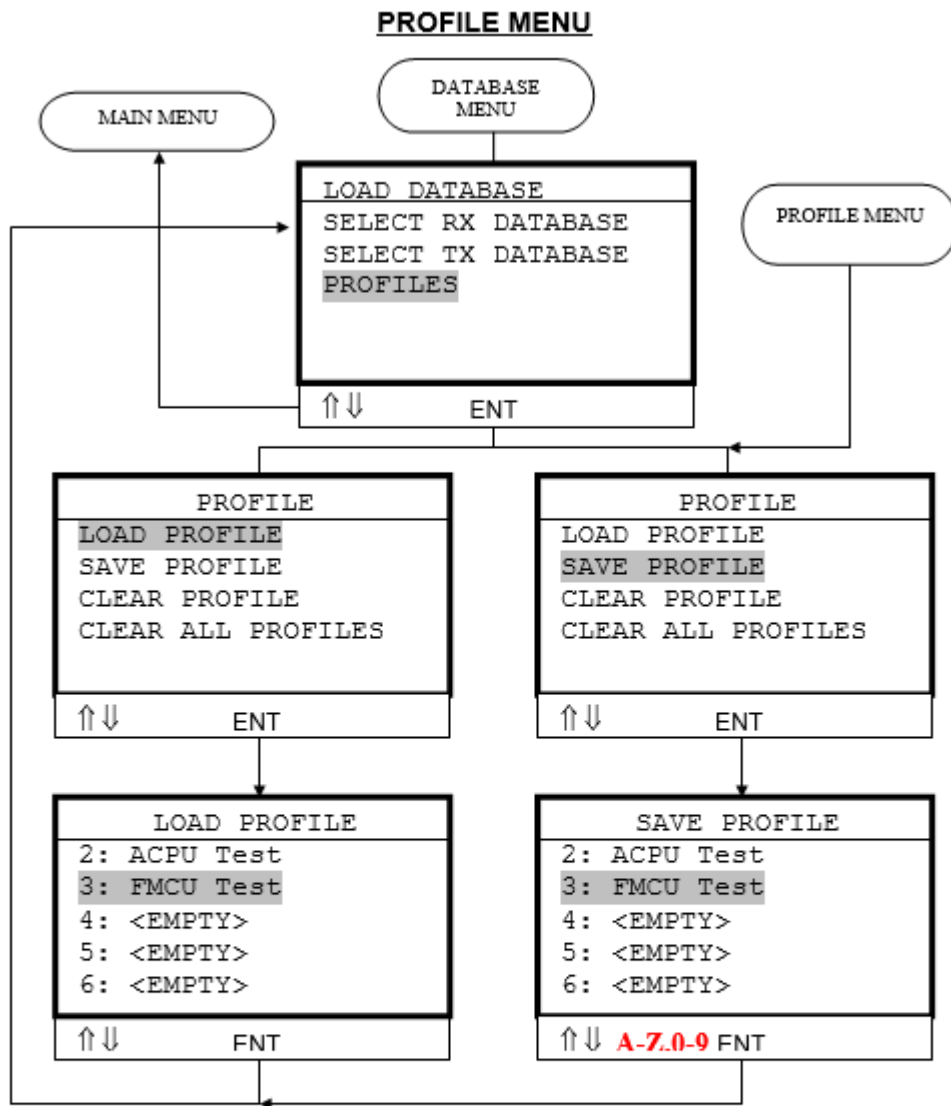 PROFILE MENU
MAIN MENU
DATABASE
MENU
PROFILE MENU
LOAD DATABASE
SELECT RX DATABASE
SELECT TX DATABASE
PROFILES
⇑⇓ ENT
PROFILE
LOAD PROFILE
SAVE PROFILE
CLEAR PROFILE
CLEAR ALL PROFILES
⇑⇓ ENT
PROFILE
LOAD PROFILE
SAVE PROFILE
CLEAR PROFILE
CLEAR ALL PROFILES
⇑⇓ ENT
LOAD PROFILE
2: ACPU Test
3: FMCU Test
4: <EMPTY>
5: <EMPTY>
6: <EMPTY>
⇑⇓ ENT
SAVE PROFILE
2: ACPU Test
3: FMCU Test
4: <EMPTY>
5: <EMPTY>
6: <EMPTY>
⇑⇓ A-Z,0-9 ENT